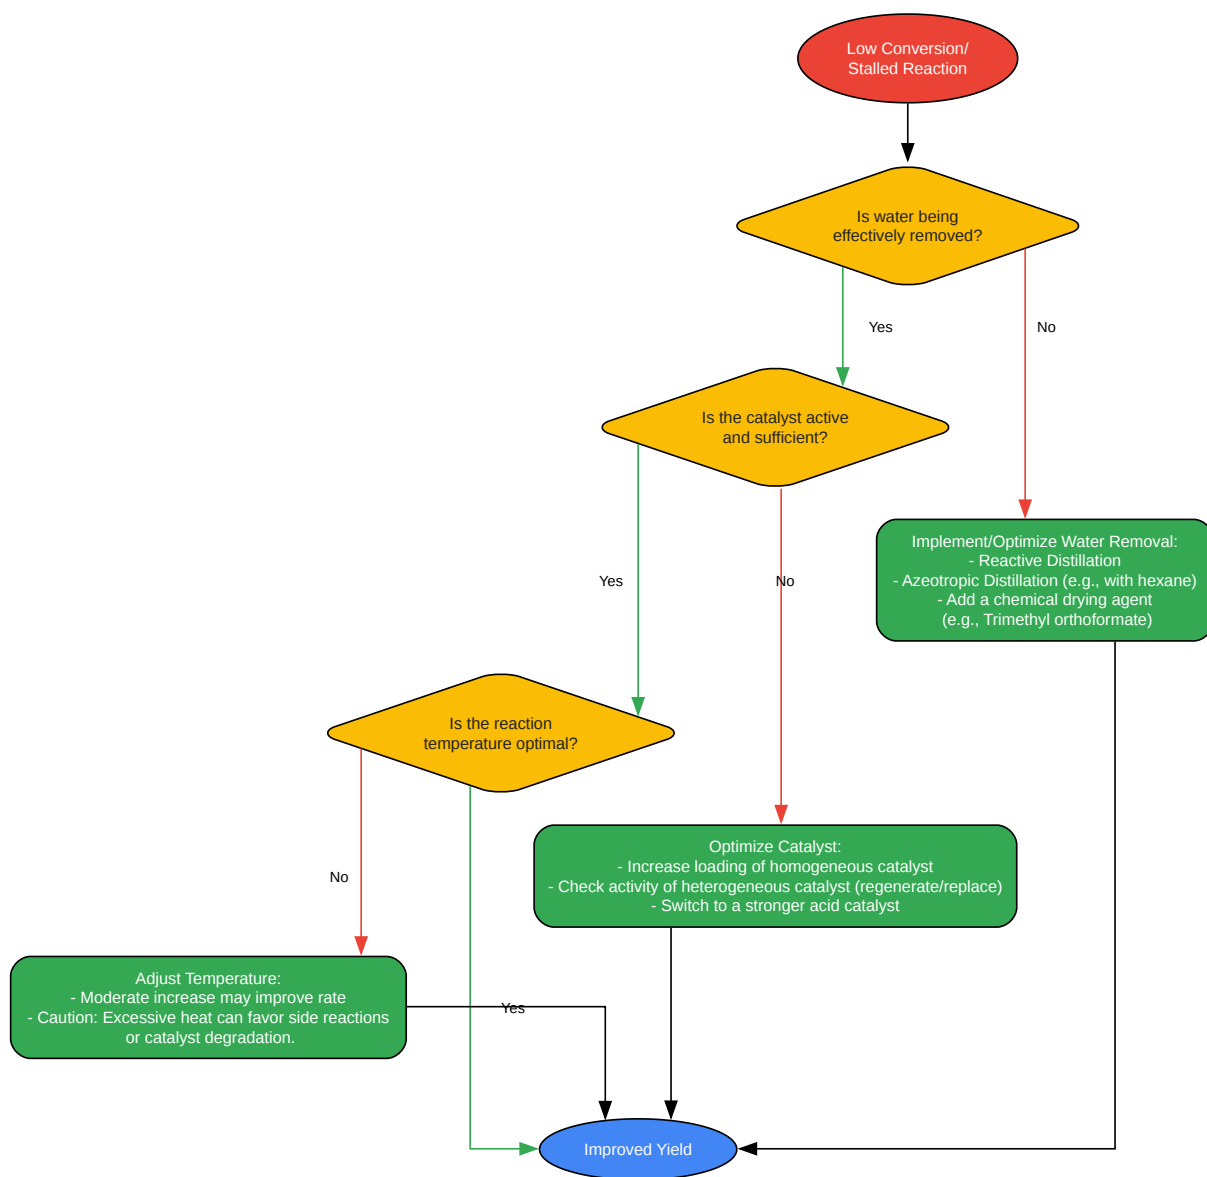 Low Conversion/
Stalled Reaction
Is water being
effectively removed?
Yes
No
Is the catalyst active
and sufficient?
Implement/Optimize Water Removal:
- Reactive Distillation
- Azeotropic Distillation (e.g., with hexane)
- Add a chemical drying agent
(e.g., Trimethyl orthoformate)
Yes
No
Is the reaction
temperature optimal?
Optimize Catalyst:
- Increase loading of homogeneous catalyst
- Check activity of heterogeneous catalyst (regenerate/replace)
- Switch to a stronger acid catalyst
No
Adjust Temperature:
- Moderate increase may improve rate
- Caution: Excessive heat can favor side reactions
or catalyst degradation.
Yes
Improved Yield